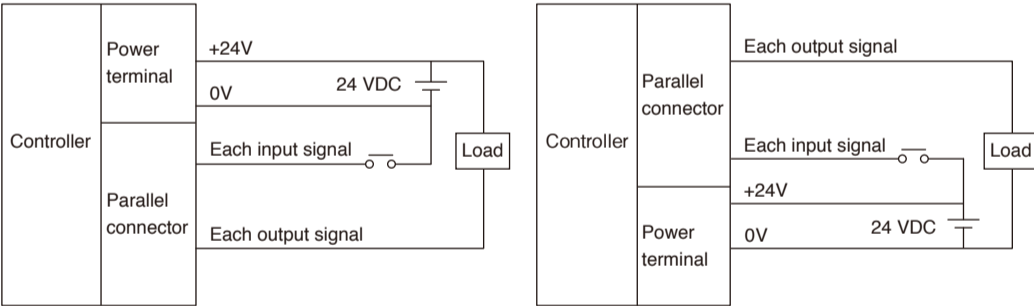 Controller
Power
terminal
+24V
0V
24 VDC
Each input signal
Load
Parallel
connector
Each output signal
Controller
Parallel
connector
Each output signal
Each input signal
Load
+24V
Power
terminal
0V
24 VDC